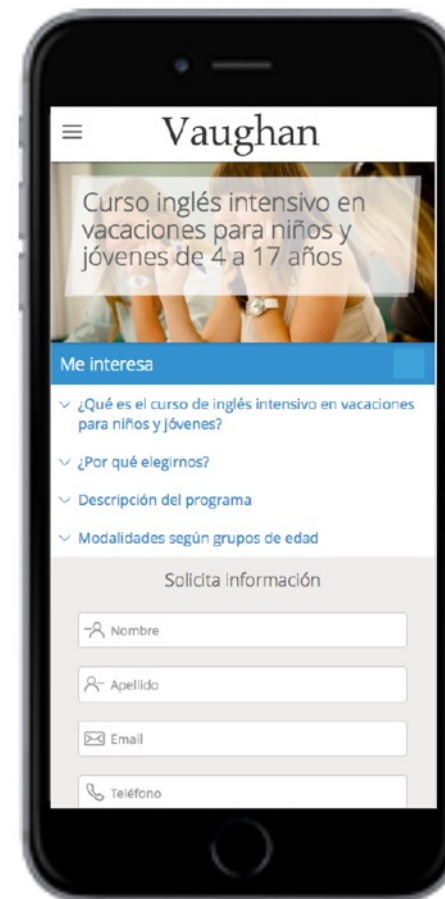 Vaughan
Curso inglés intensivo en
vacaciones para niños y
jóvenes de 4 a 17 años
Me interesa
¿Qué es el curso de inglés intensivo en vacaciones
para niños y jóvenes?
¿Por qué elegirnos?
Descripción del programa
Modalidades según grupos de edad
Solicita información
Nombre
Apellido
Email
Teléfono